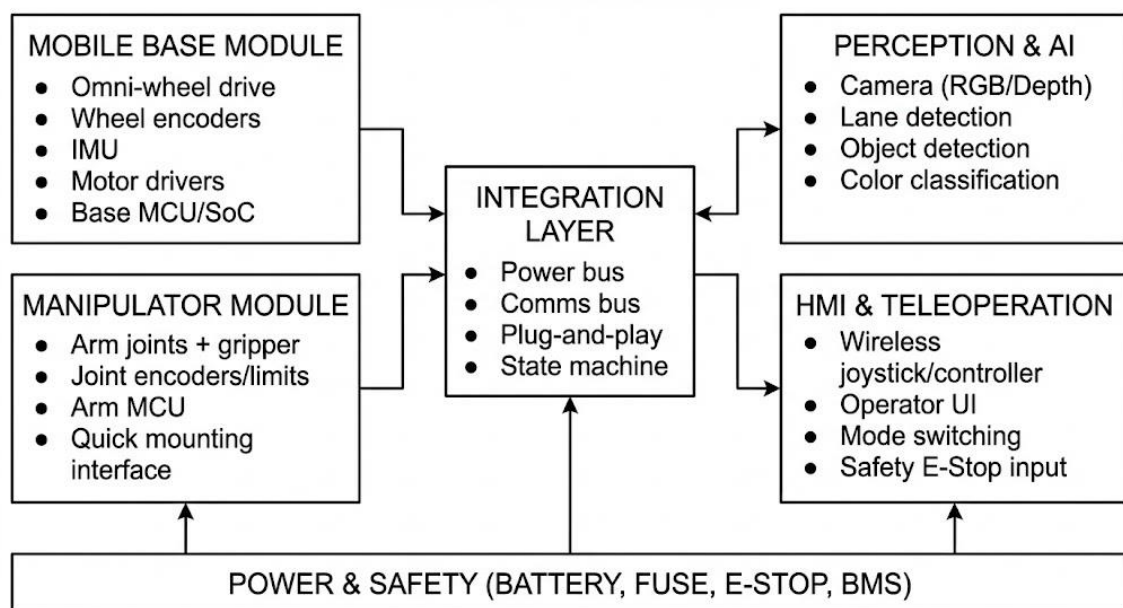 MOBILE BASE MODULE
● Omni-wheel drive
● Wheel encoders
● IMU
● Motor drivers
● Base MCU/SoC
MANIPULATOR MODULE
● Arm joints + gripper
● Joint encoders/limits
● Arm MCU
● Quick mounting
interface
INTEGRATION
LAYER
● Power bus
● Comms bus
● Plug-and-play
● State machine
PERCEPTION & AI
● Camera (RGB/Depth)
● Lane detection
● Object detection
● Color classification
HMI & TELEOPERATION
● Wireless
joystick/controller
● Operator UI
● Mode switching
● Safety E-Stop input
POWER & SAFETY (BATTERY, FUSE, E-STOP, BMS)